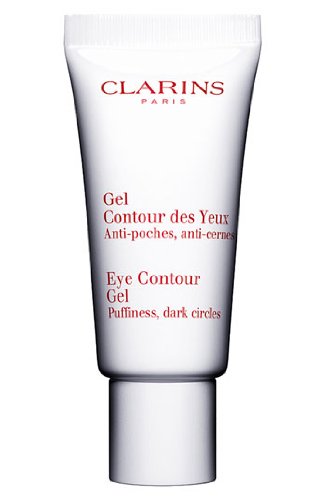 CLARINS
PARIS
Gel
Contour des Yeux
Anti-poches, anti-cernes
Eye Contour
Gel
Puffiness, dark circles